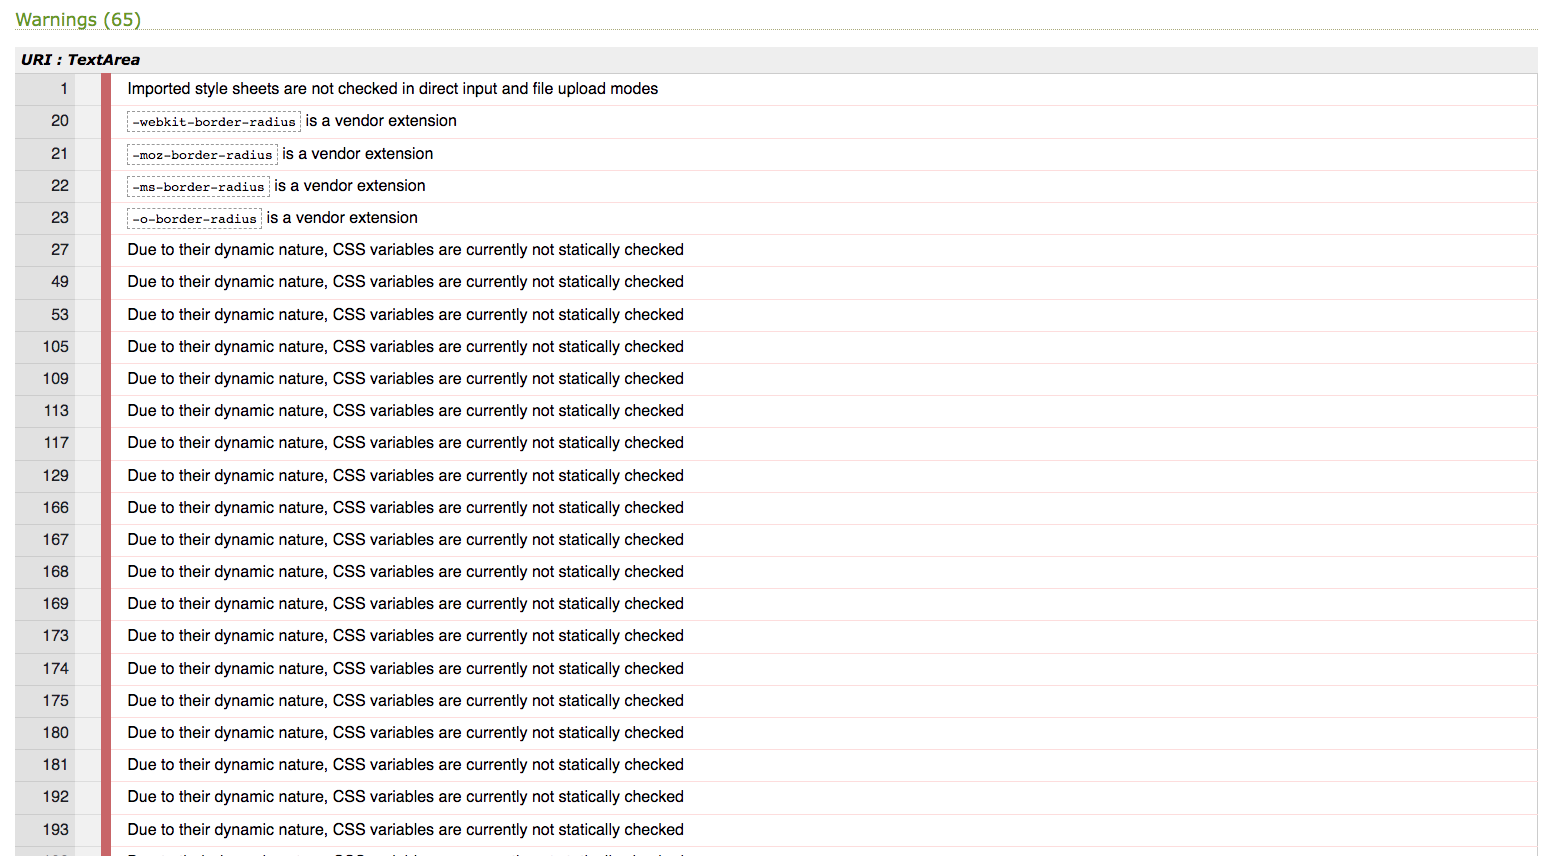 Warnings (65)
URI : TextArea
1 Imported style sheets are not checked in direct input and file upload modes
20 -webkit-border-radius is a vendor extension
21 -moz-border-radius is a vendor extension
22 -ms-border-radius is a vendor extension
23 -o-border-radius is a vendor extension
27 Due to their dynamic nature, CSS variables are currently not statically checked
49 Due to their dynamic nature, CSS variables are currently not statically checked
53 Due to their dynamic nature, CSS variables are currently not statically checked
105 Due to their dynamic nature, CSS variables are currently not statically checked
109 Due to their dynamic nature, CSS variables are currently not statically checked
113 Due to their dynamic nature, CSS variables are currently not statically checked
117 Due to their dynamic nature, CSS variables are currently not statically checked
129 Due to their dynamic nature, CSS variables are currently not statically checked
166 Due to their dynamic nature, CSS variables are currently not statically checked
167 Due to their dynamic nature, CSS variables are currently not statically checked
168 Due to their dynamic nature, CSS variables are currently not statically checked
169 Due to their dynamic nature, CSS variables are currently not statically checked
173 Due to their dynamic nature, CSS variables are currently not statically checked
174 Due to their dynamic nature, CSS variables are currently not statically checked
175 Due to their dynamic nature, CSS variables are currently not statically checked
180 Due to their dynamic nature, CSS variables are currently not statically checked
181 Due to their dynamic nature, CSS variables are currently not statically checked
192 Due to their dynamic nature, CSS variables are currently not statically checked
193 Due to their dynamic nature, CSS variables are currently not statically checked